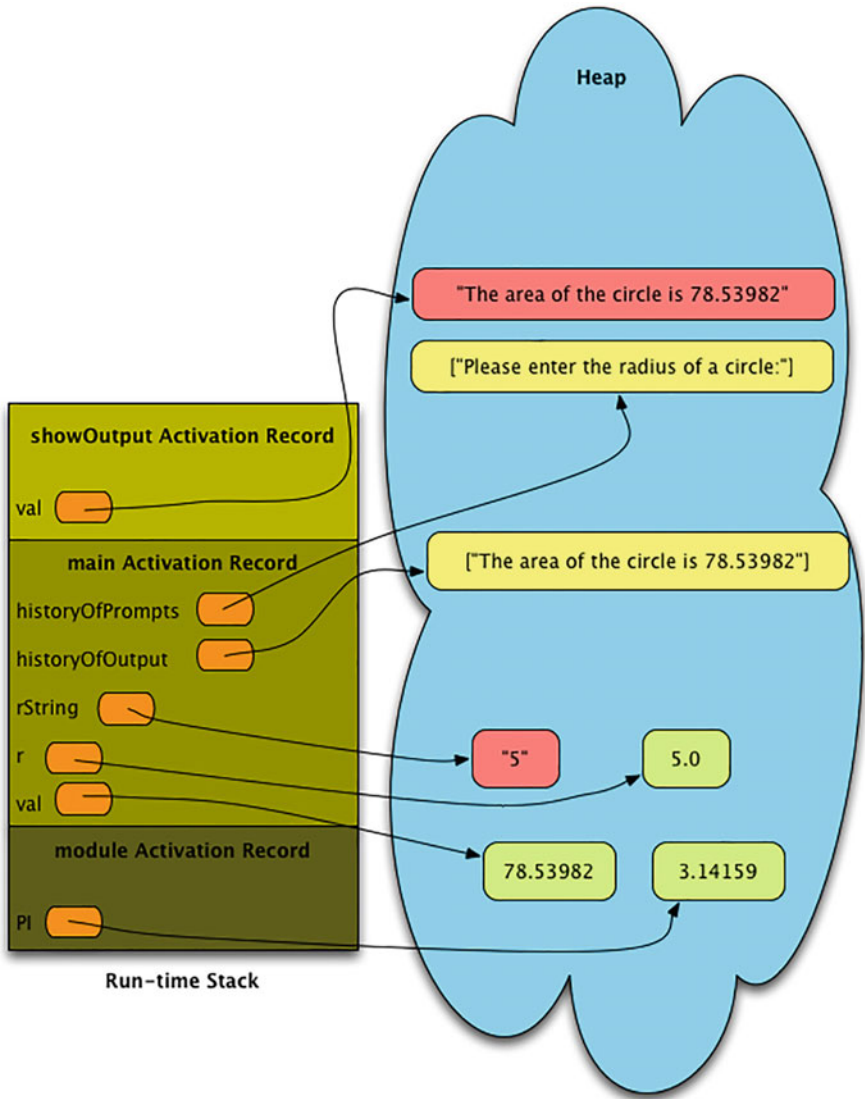 Heap
"The area of the circle is 78.53982"
["Please enter the radius of a circle:"]
showOutput Activation Record
val
main Activation Record
["The area of the circle is 78.53982"]
historyOfPrompts
historyOfOutput
rString
r
"5"
5.0
val
module Activation Record
78.53982
3.14159
PI
Run-time Stack